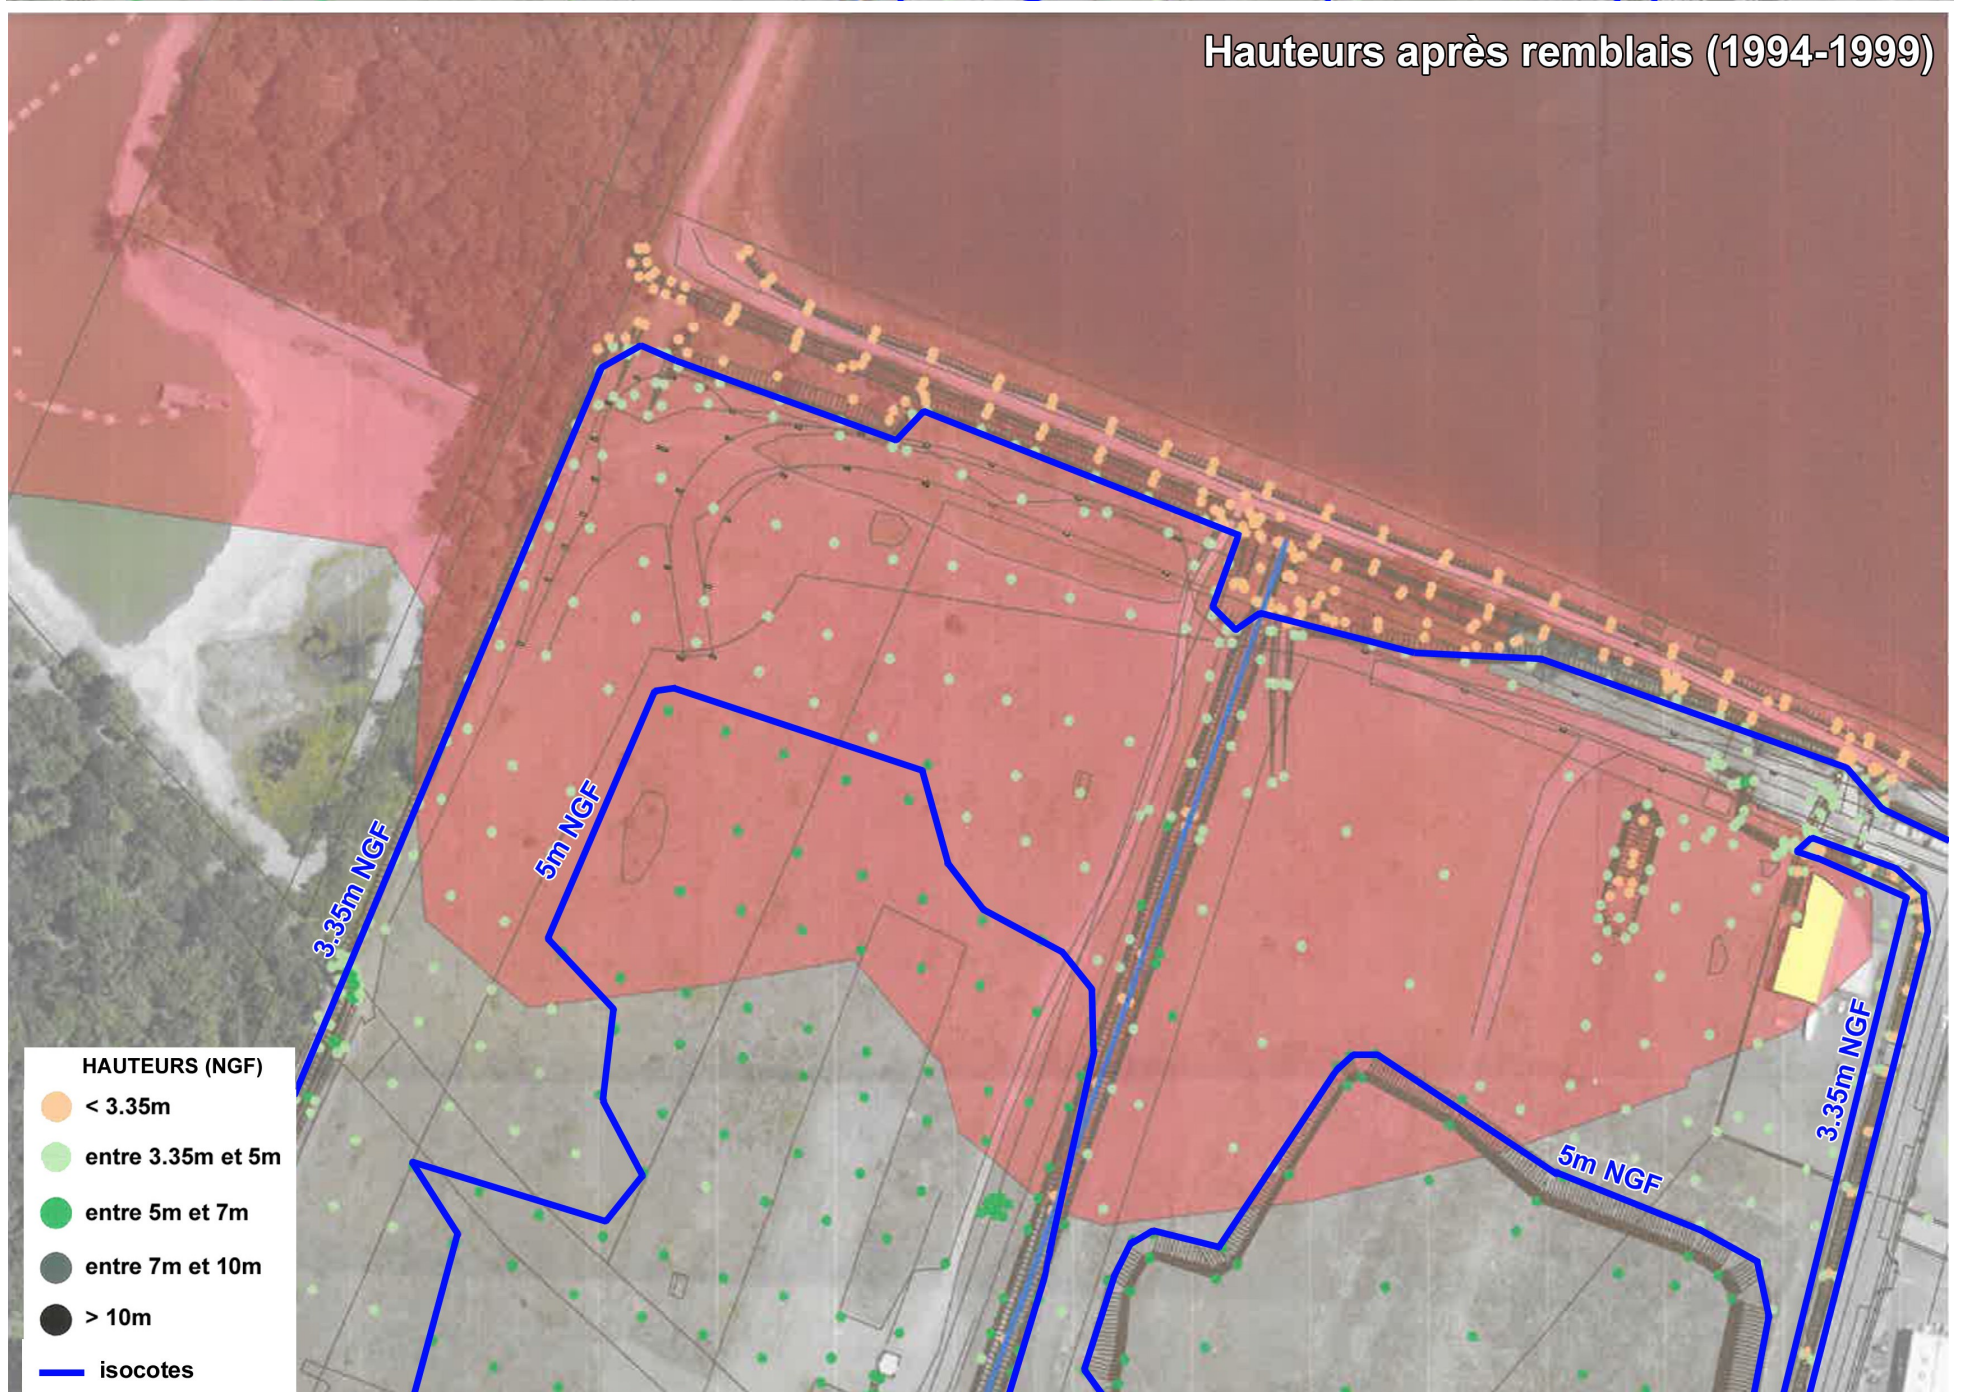 Hauteurs après remblais (1994-1999)
5m NGF
3.35m NGF
3.35m NGF
5m NGF
HAUTEURS (NGF)
< 3.35m
entre 3.35m et 5m
entre 5m et 7m
entre 7m et 10m
> 10m
isocotes